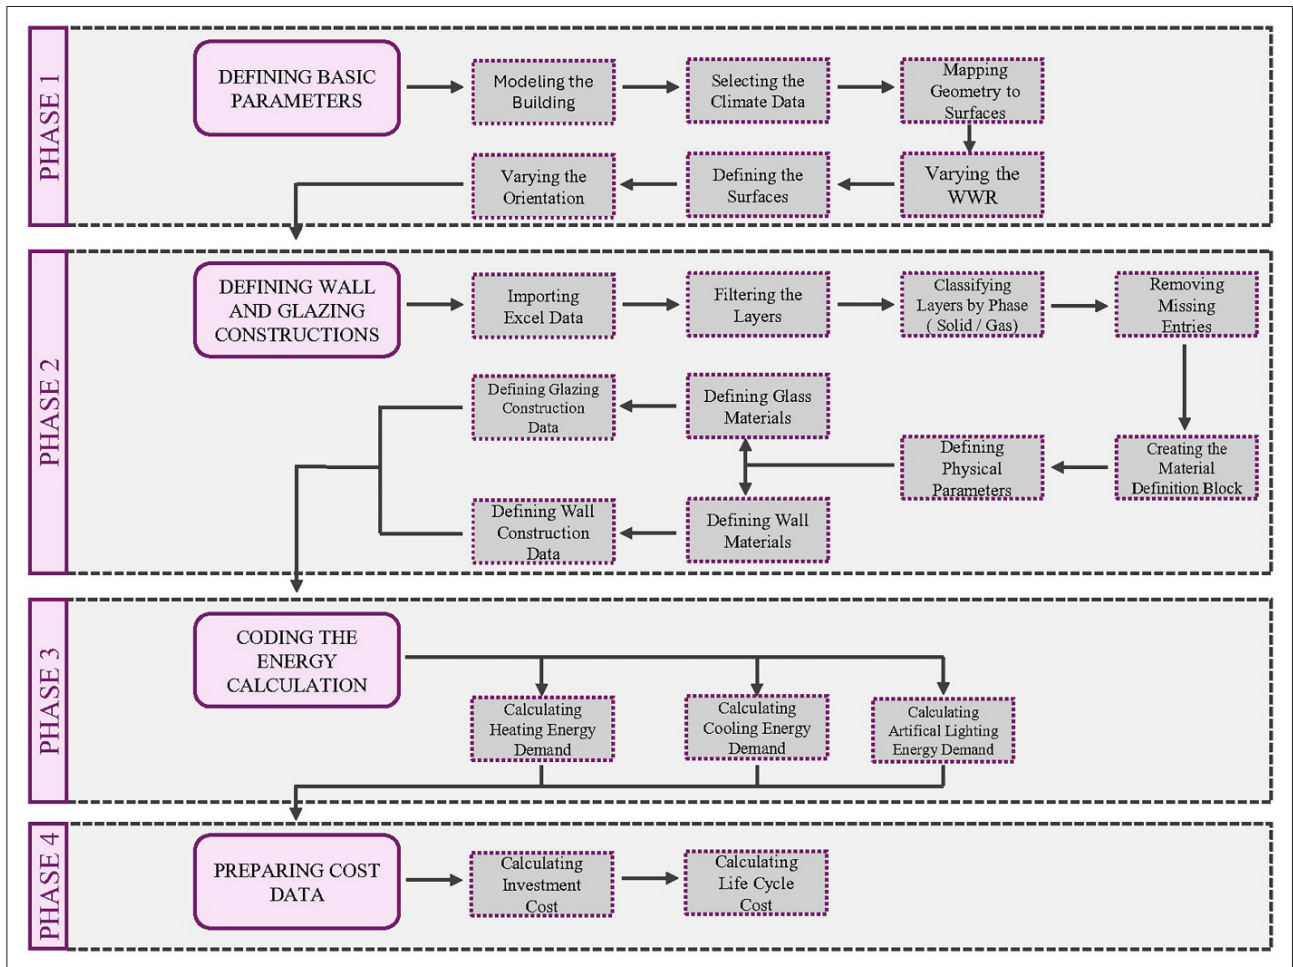 PHASE 1
DEFINING BASIC
PARAMETERS
Modeling the
Building
Selecting the
Climate Data
Mapping
Geometry to
Surfaces
Varying the
WWR
Defining the
Surfaces
Varying the
Orientation
PHASE 2
DEFINING WALL
AND GLAZING
CONSTRUCTIONS
Importing
Excel Data
Filtering the
Layers
Classifying
Layers by Phase
( Solid / Gas)
Removing
Missing
Entries
Creating the
Material
Definition Block
Defining
Physical
Parameters
Defining Glass
Materials
Defining Glazing
Construction
Data
Defining Wall
Materials
Defining Wall
Construction
Data
PHASE 3
CODING THE
ENERGY
CALCULATION
Calculating
Heating Energy
Demand
Calculating
Cooling Energy
Demand
Calculating
Artifical Lighting
Energy Demand
PHASE 4
PREPARING COST
DATA
Calculating
Investment
Cost
Calculating
Life Cycle
Cost